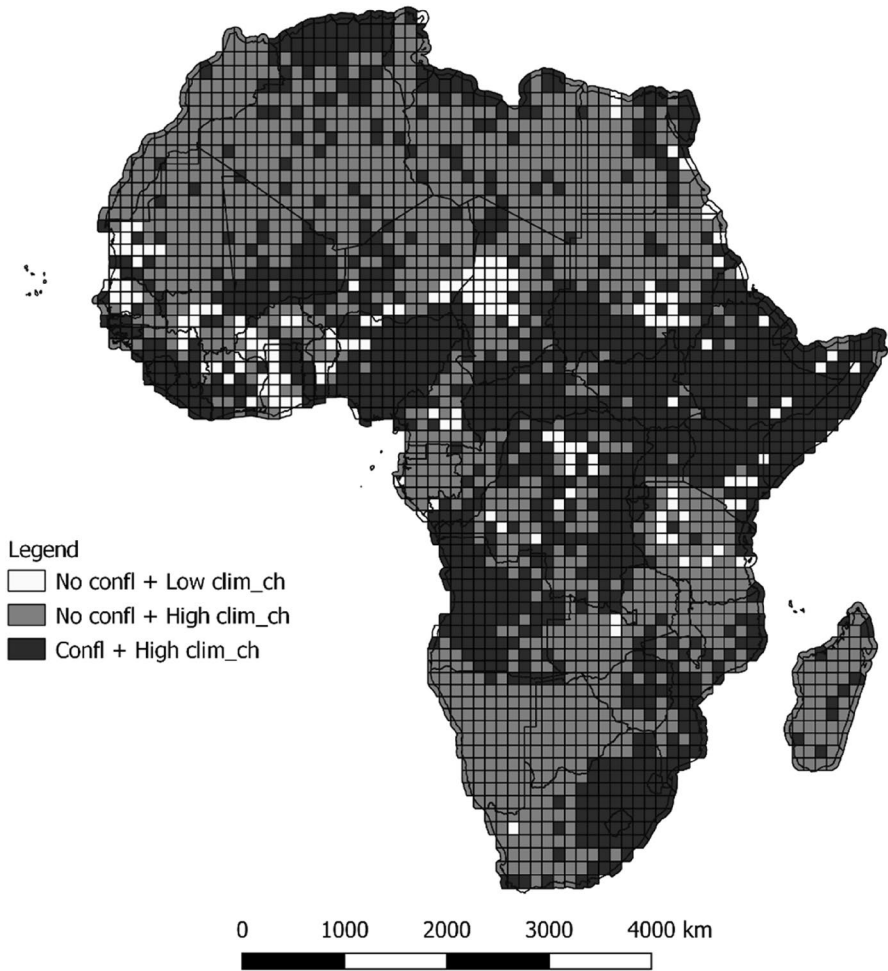 Legend
No confl + Low clim_ch
No confl + High clim_ch
Confl + High clim_ch
0 1000 2000 3000 4000 km